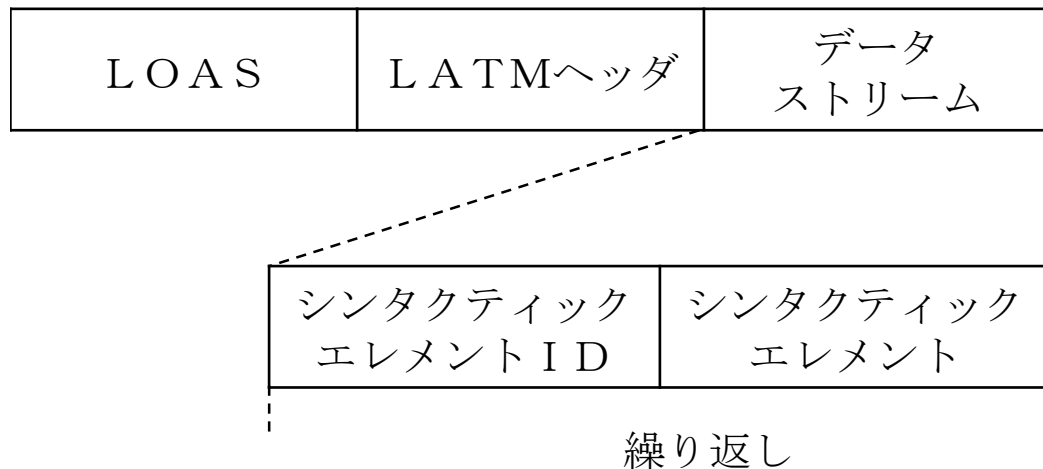 ＬＯＡＳ
ＬＡＴＭヘッダ
データ
ストリーム
シンタクティック
エレメントＩＤ
シンタクティック
エレメント
繰り返し